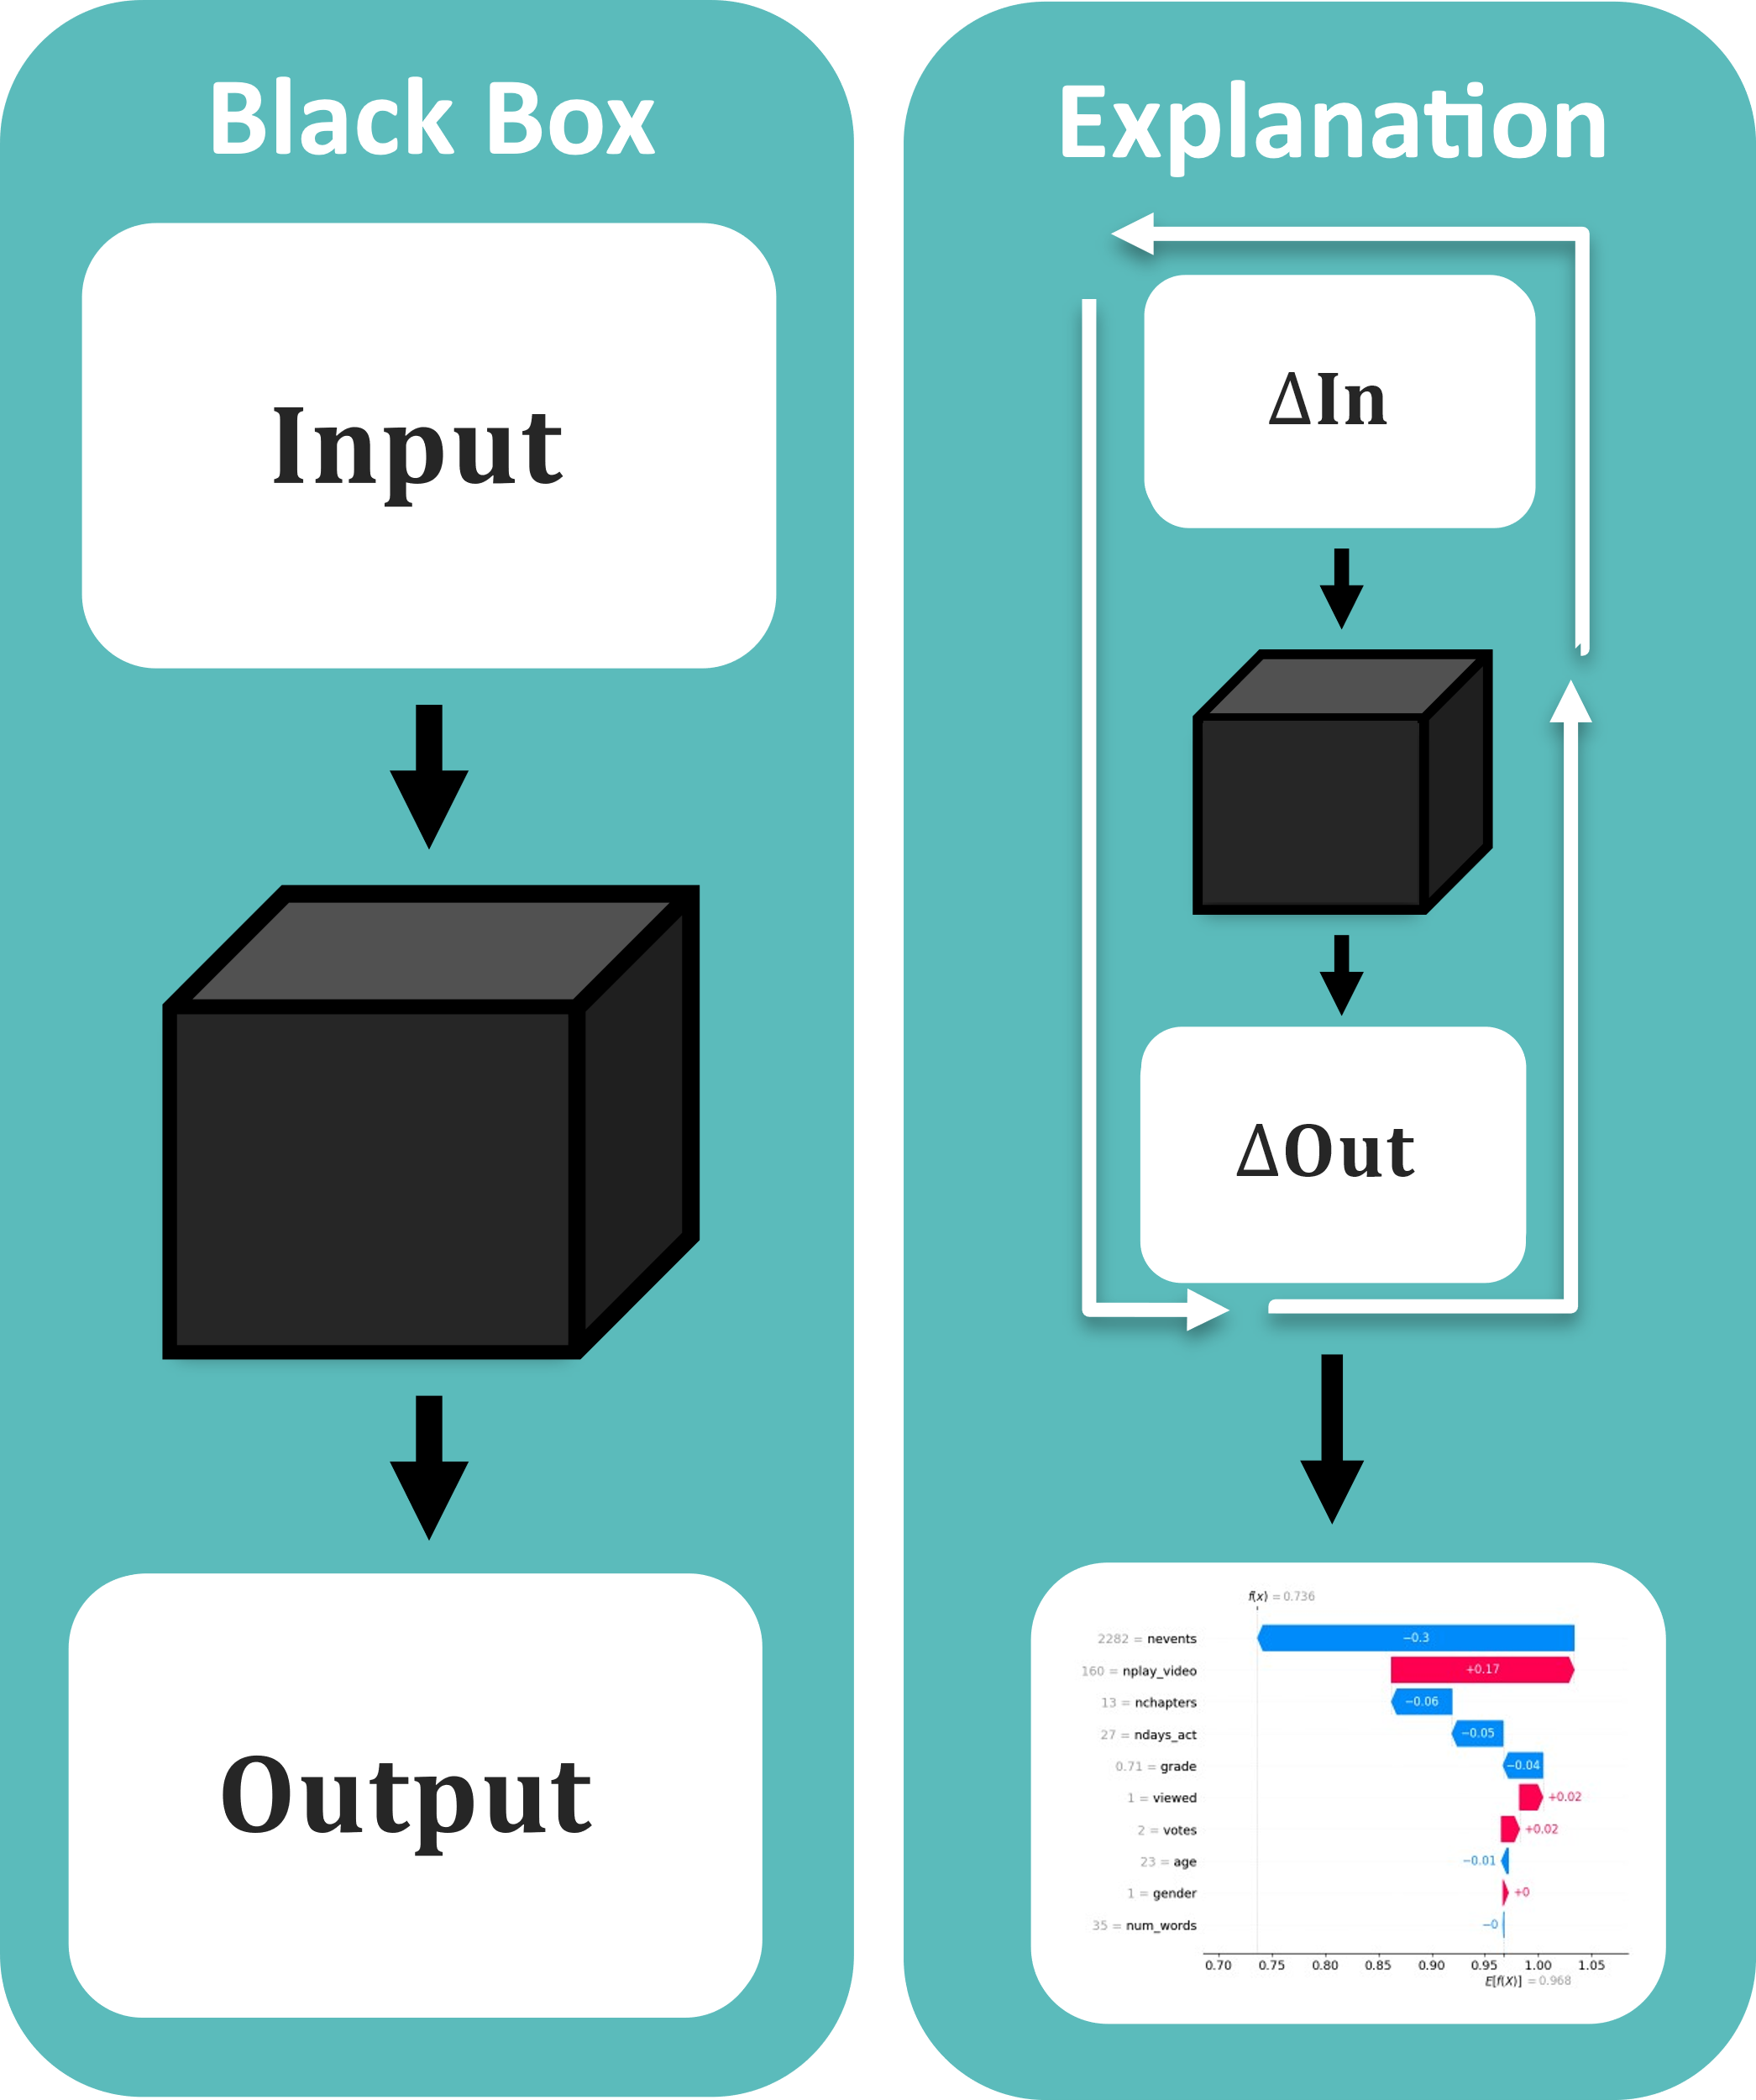 Black Box
Input
Output
Explanation
ΔIn
ΔOut
f(x) = 0.736
2282 = nevents −0.3
160 = nplay_video +0.17
13 = nchapters −0.06
27 = ndays_act −0.05
0.71 = grade −0.04
1 = viewed +0.02
2 = votes +0.02
23 = age −0.01
1 = gender +0
35 = num_words −0
0.70 0.75 0.80 0.85 0.90 0.95 1.00 1.05
E[f(X)] = 0.968